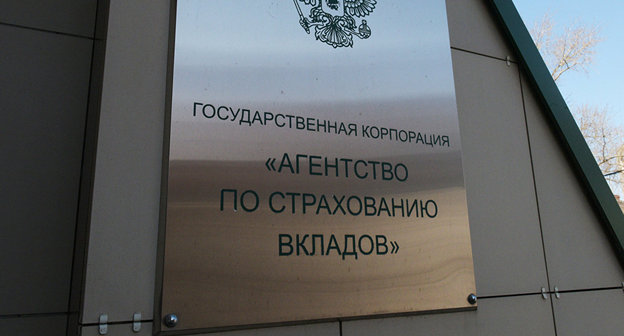 ГОСУДАРСТВЕННАЯ КОРПОРАЦИЯ
«АГЕНТСТВО
ПО СТРАХОВАНИЮ
ВКЛАДОВ»